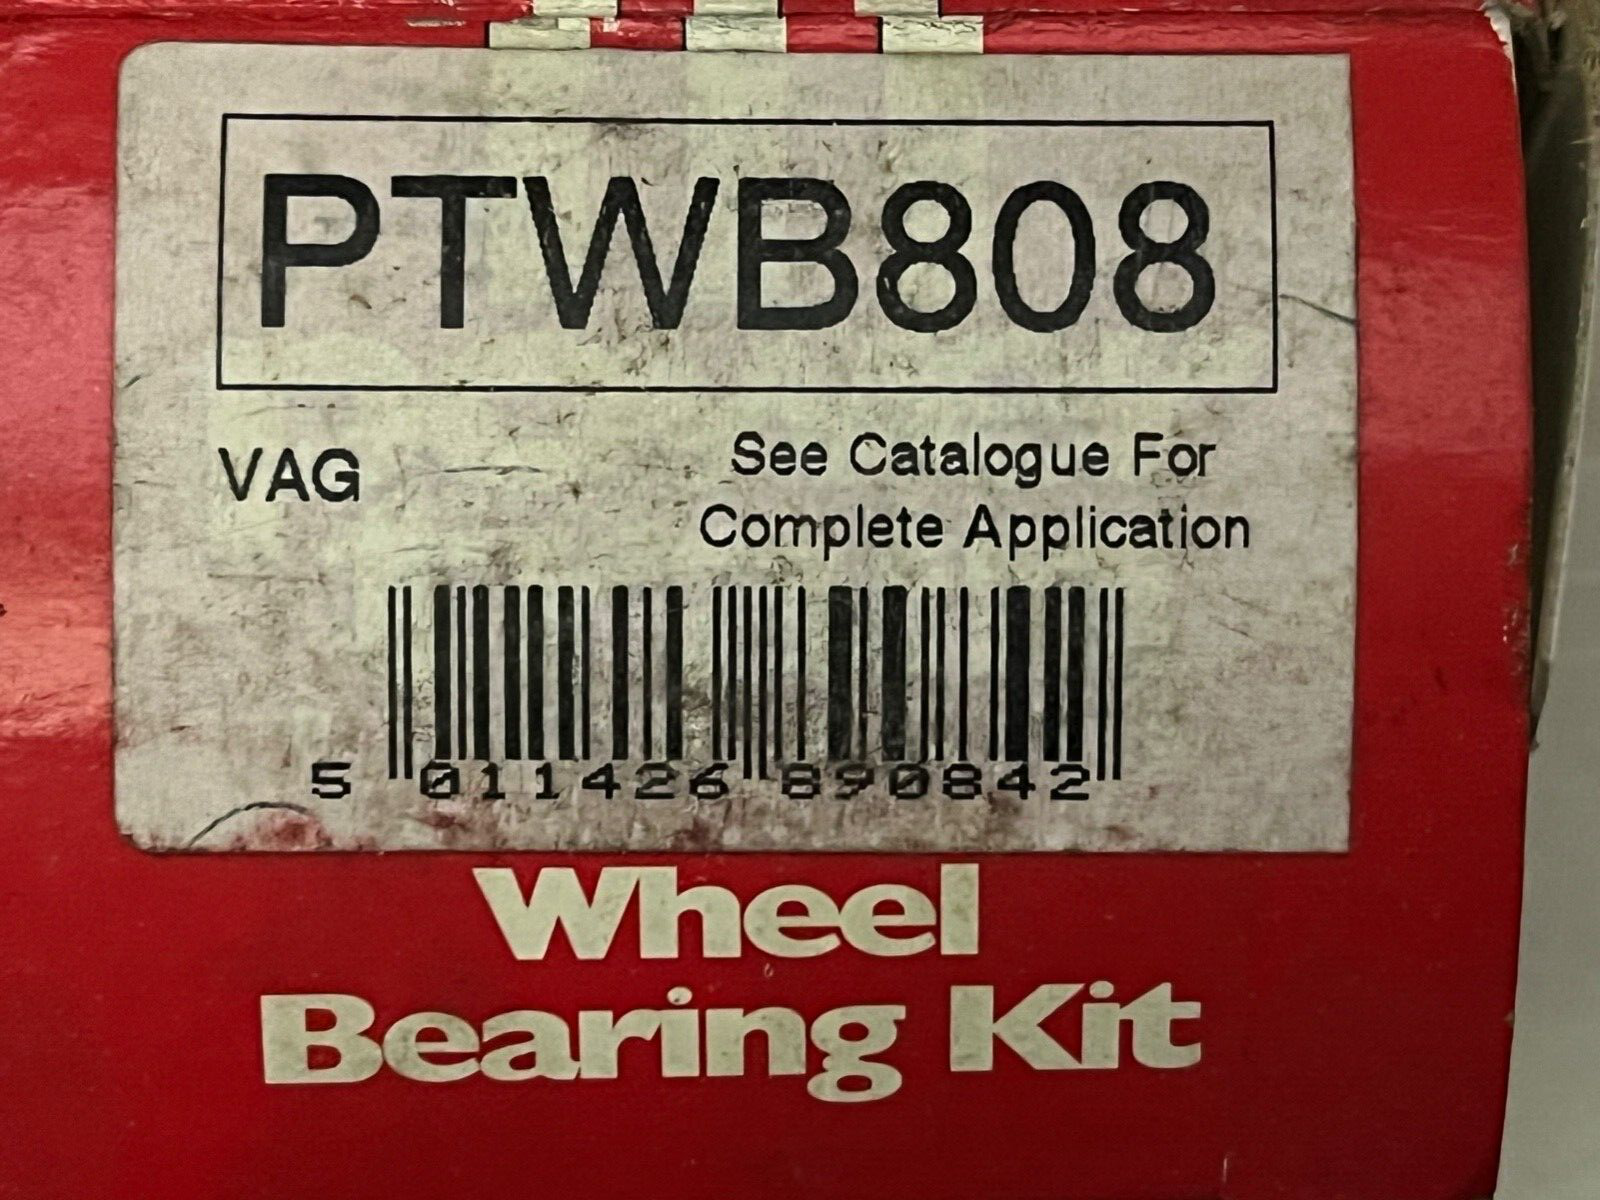 PTWB808
VAG
See Catalogue For
Complete Application
5 011426 890842
Wheel
Bearing Kit